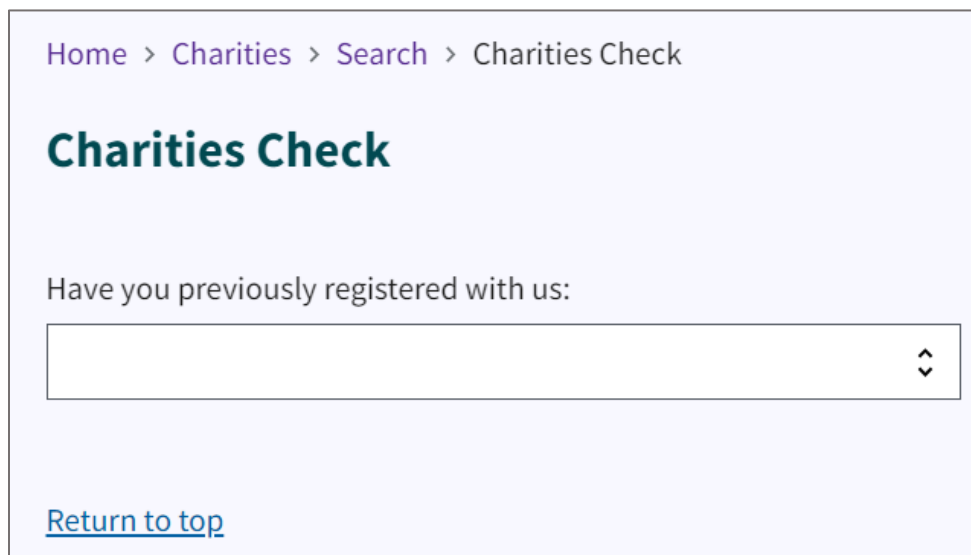 Home > Charities > Search > Charities Check
Charities Check
Have you previously registered with us:
Return to top